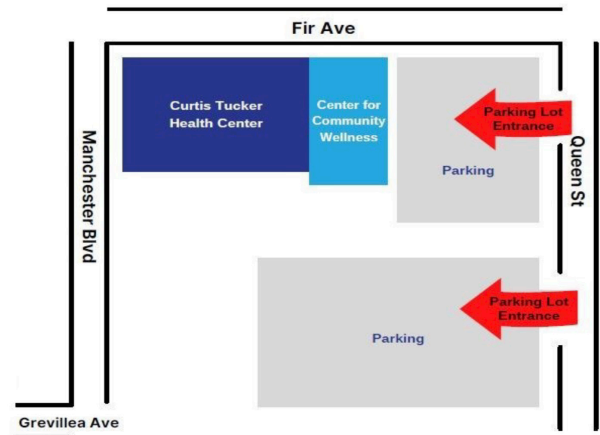 Fir Ave
Curtis Tucker
Health Center
Center for
Community
Wellness
Parking Lot
Entrance
Parking
Manchester Blvd
Queen St
Parking Lot
Entrance
Parking
Grevillea Ave